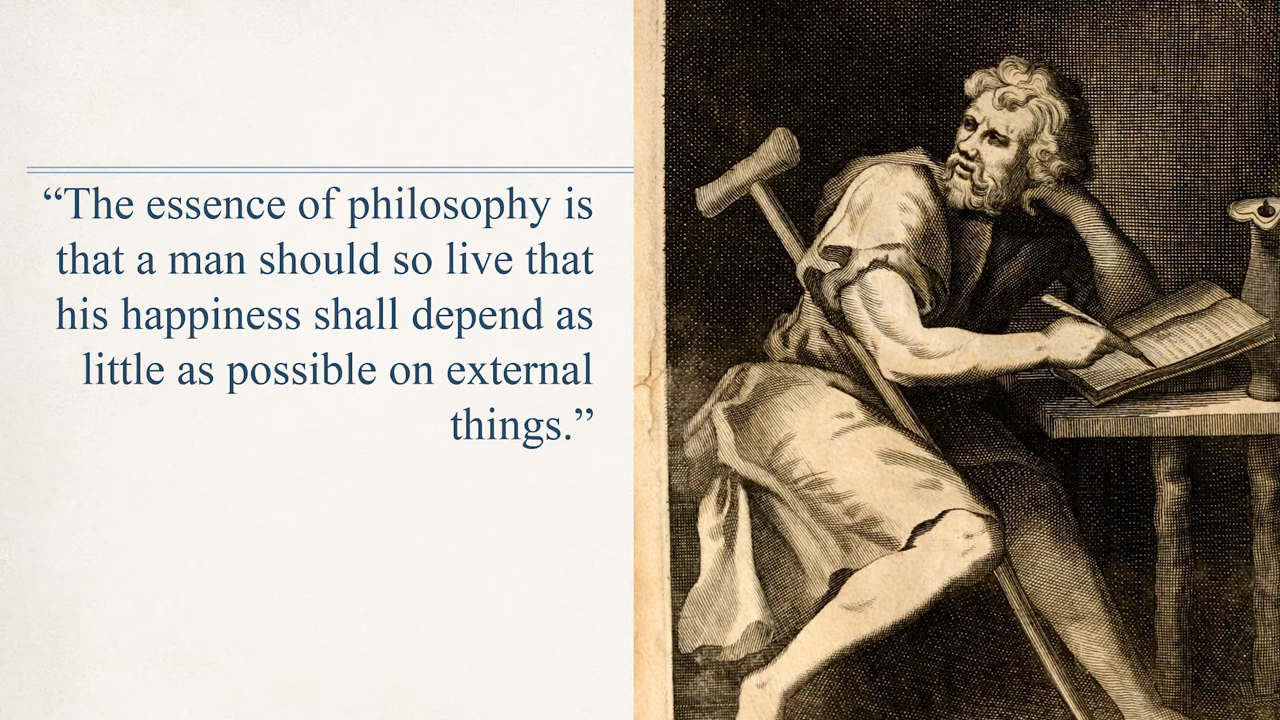 “The essence of philosophy is
that a man should so live that
his happiness shall depend as
little as possible on external
things.”